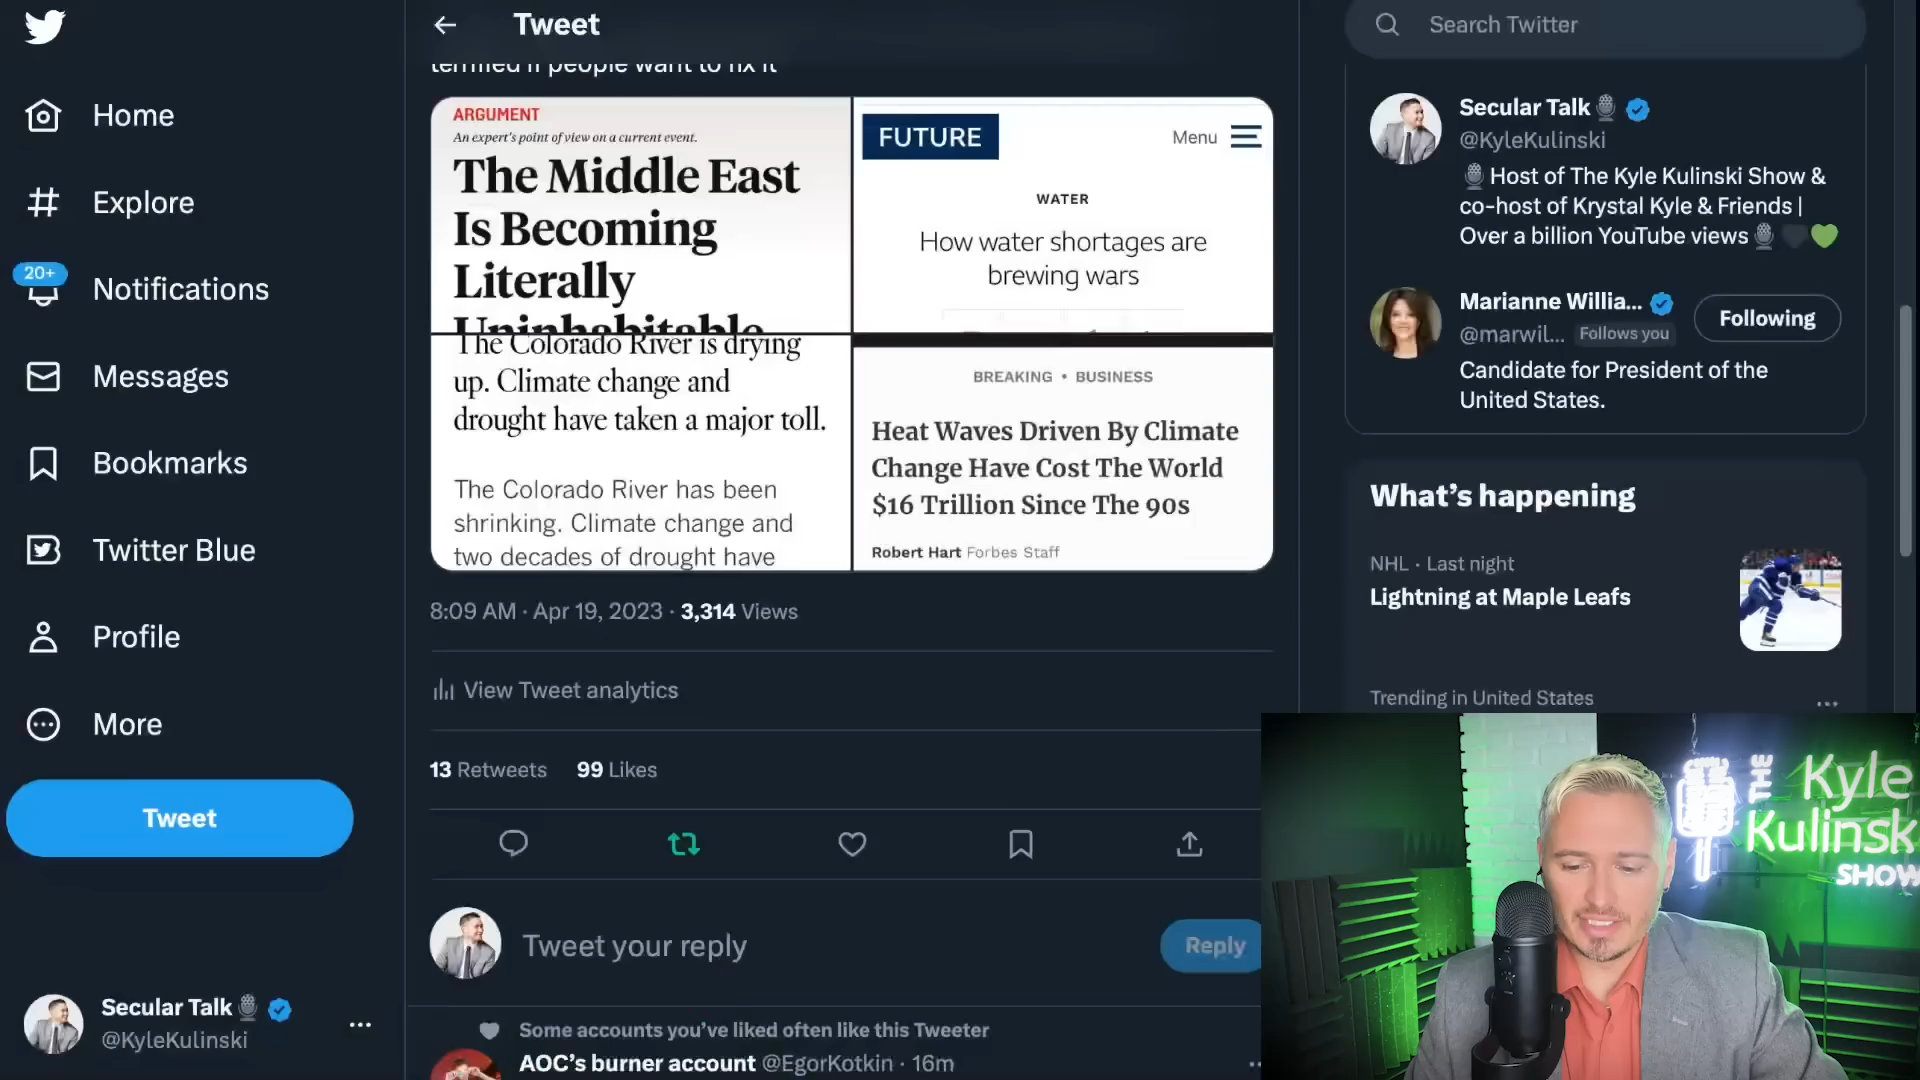 Home
Explore
20+
Notifications
Messages
Bookmarks
Twitter Blue
Profile
More
Tweet
Secular Talk
@KyleKulinski
Tweet
terrified if people want to fix it
ARGUMENT
An expert's point of view on a current event.
The Middle East
Is Becoming
Literally
Uninhabitable
FUTURE
Menu
WATER
How water shortages are
brewing wars
The Colorado River is drying
up. Climate change and
drought have taken a major toll.
The Colorado River has been
shrinking. Climate change and
two decades of drought have
BREAKING • BUSINESS
Heat Waves Driven By Climate
Change Have Cost The World
$16 Trillion Since The 90s
Robert Hart Forbes Staff
8:09 AM · Apr 19, 2023 · 3,314 Views
View Tweet analytics
13 Retweets 99 Likes
Tweet your reply
Reply
Some accounts you've liked often like this Tweeter
AOC's burner account @EgorKotkin · 16m
Search Twitter
Secular Talk
@KyleKulinski
Host of The Kyle Kulinski Show &
co-host of Krystal Kyle & Friends |
Over a billion YouTube views
Marianne Willia...
@marwil... Follows you
Following
Candidate for President of the
United States.
What's happening
NHL · Last night
Lightning at Maple Leafs
Trending in United States
THE
Kyle
Kulinsk
SHOW